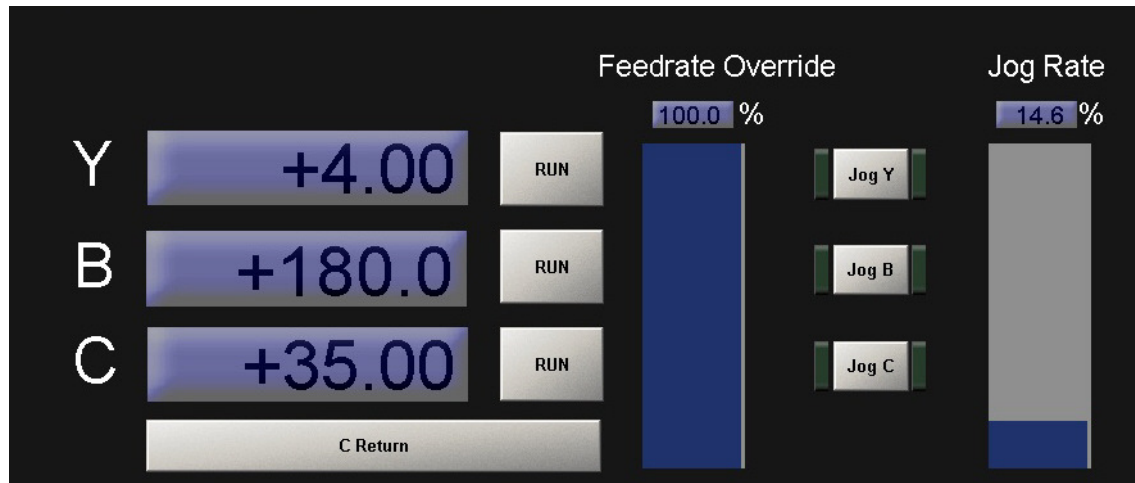 Feedrate Override
Jog Rate
100.0 %
14.6 %
Y +4.00 RUN
Jog Y
B +180.0 RUN
Jog B
C +35.00 RUN
Jog C
C Return